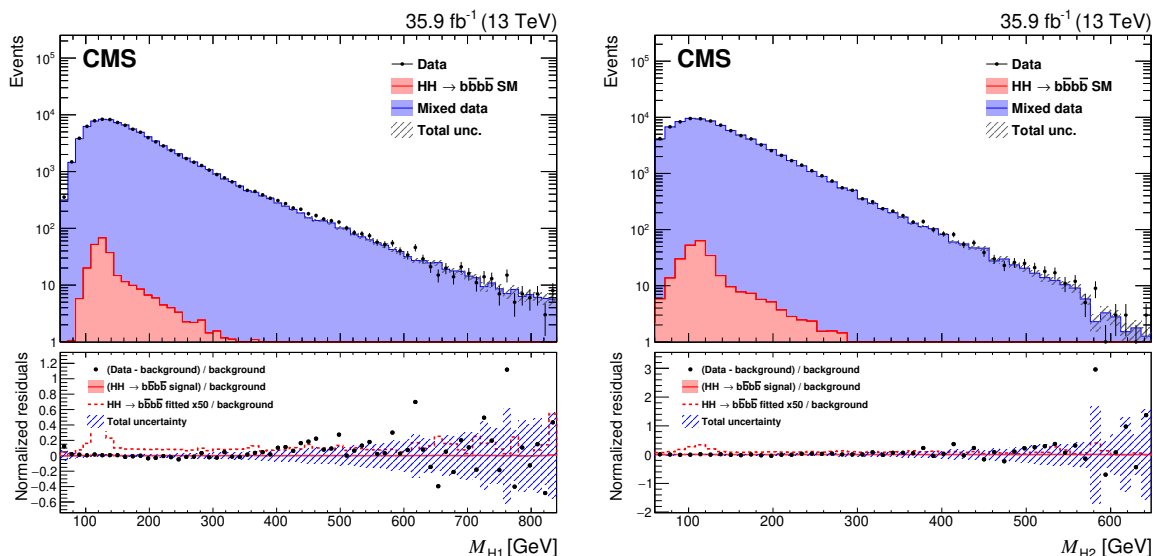 35.9 fb⁻¹ (13 TeV)
Events
CMS
Data
HH → bb̄bb̄ SM
Mixed data
Total unc.
10⁵
10⁴
10³
10²
10
1
Normalized residuals
(Data - background) / background
(HH → bb̄bb̄ signal) / background
HH → bb̄bb̄ fitted x50 / background
Total uncertainty
1.2
1
0.8
0.6
0.4
0.2
0.0
−0.2
−0.4
−0.6
100 200 300 400 500 600 700 800
M_H1 [GeV]
35.9 fb⁻¹ (13 TeV)
Events
CMS
Data
HH → bb̄bb̄ SM
Mixed data
Total unc.
10⁵
10⁴
10³
10²
10
1
Normalized residuals
(Data - background) / background
(HH → bb̄bb̄ signal) / background
HH → bb̄bb̄ fitted x50 / background
Total uncertainty
3
2
1
0
−1
−2
100 200 300 400 500 600
M_H2 [GeV]